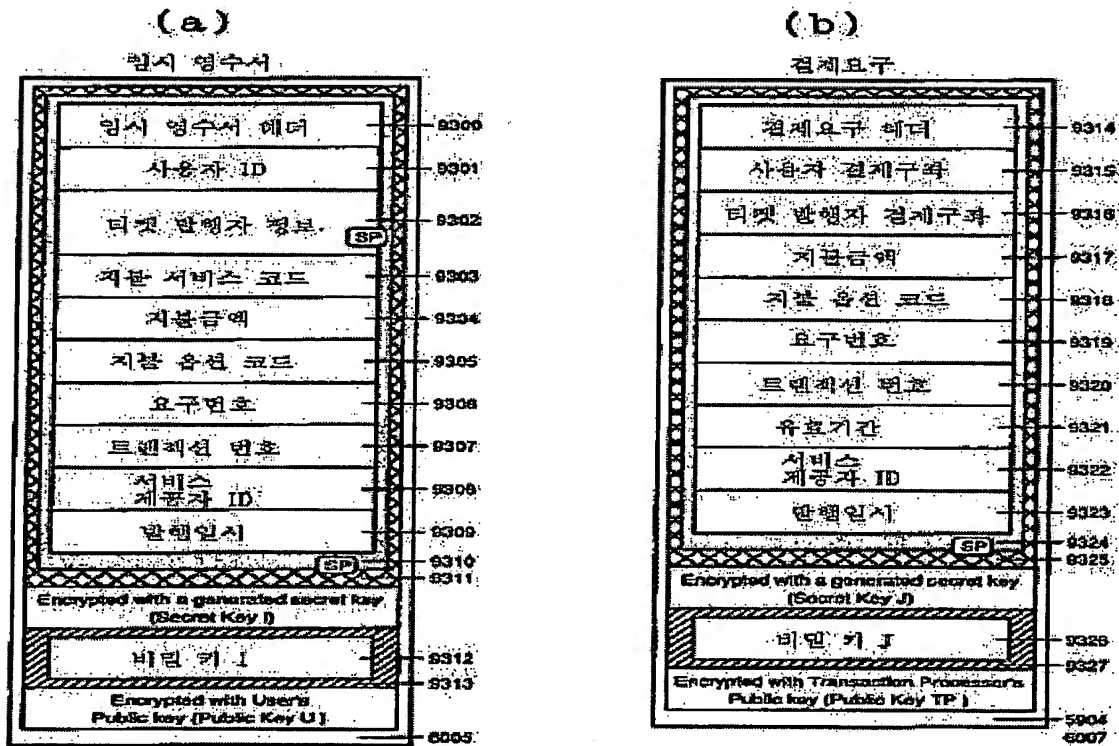 (a)
임시 영수서
임시 영수서 헤더
9300
사용자 ID
9301
티켓 발행자 정보
SP
9302
지불 서비스 코드
9303
지불금액
9304
지불 옵션 코드
9305
요구번호
9306
트랜잭션 번호
9307
서비스
제공자 ID
9308
발행일시
9309
SP
9310
9311
Encrypted with a generated secret key
(Secret Key I)
비밀 키 I
9312
9313
Encrypted with User's
Public key (Public Key U)
6005
(b)
결제요구
결제요구 헤더
9314
사용자 결제구좌
9315
티켓 발행자 결제구좌
9316
지불금액
9317
지불 옵션 코드
9318
요구번호
9319
트랜잭션 번호
9320
유효기간
9321
서비스
제공자 ID
9322
발행일시
9323
SP
9324
9325
Encrypted with a generated secret key
(Secret Key J)
비밀 키 J
9326
9327
Encrypted with Transaction Processor's
Public key (Public Key TP)
5904
6007